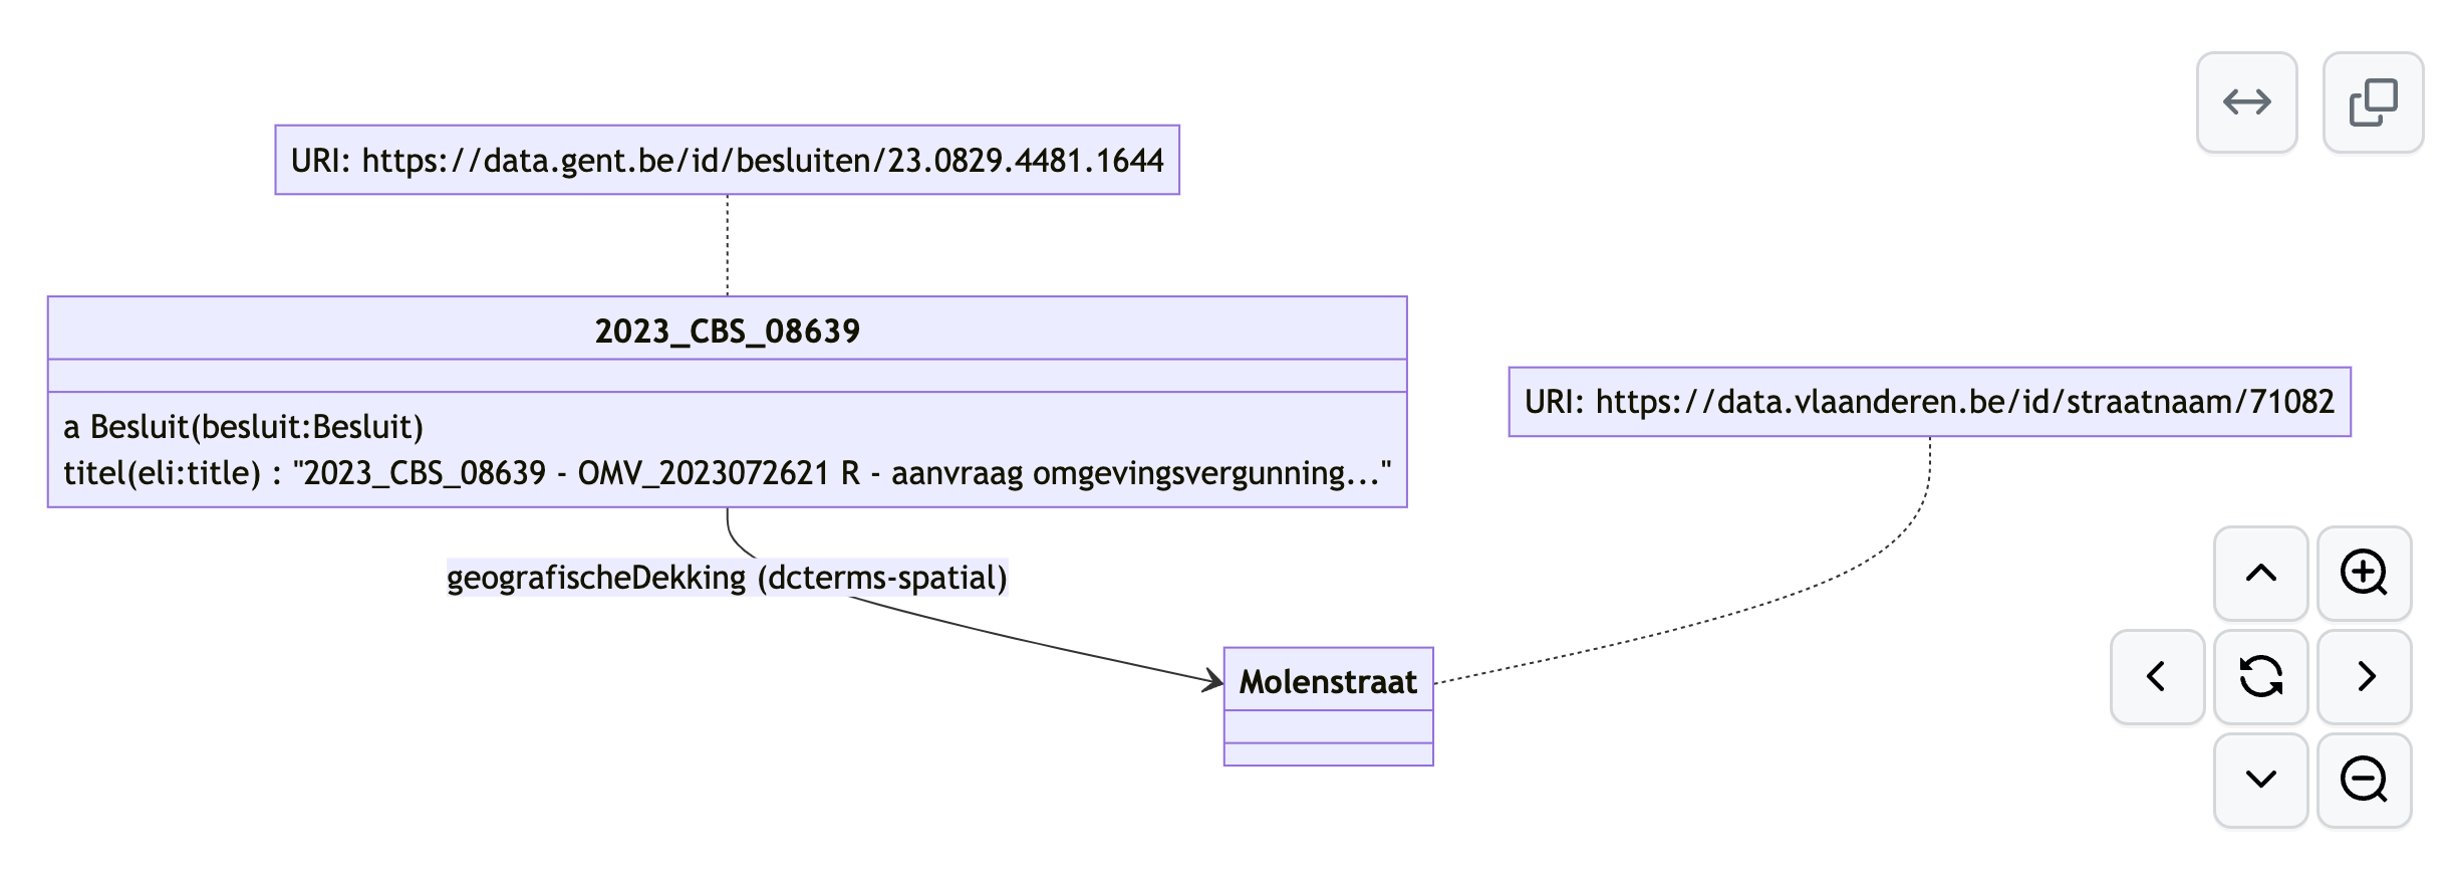 URI: https://data.gent.be/id/besluiten/23.0829.4481.1644
2023_CBS_08639
a Besluit(besluit:Besluit)
titel(eli:title) : "2023_CBS_08639 - OMV_2023072621 R - aanvraag omgevingsvergunning..."
URI: https://data.vlaanderen.be/id/straatnaam/71082
geografischeDekking (dcterms-spatial)
Molenstraat